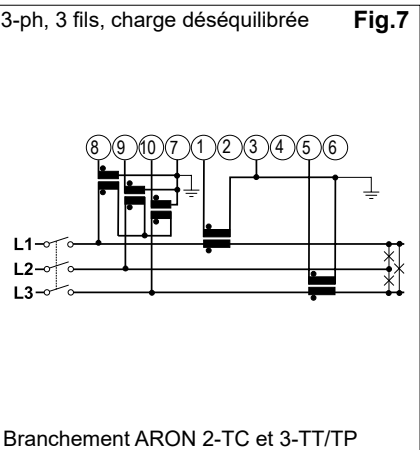 3-ph, 3 fils, charge déséquilibrée Fig.7
8 9 10 7 1 2 3 4 5 6
L1
L2
L3
Branchement ARON 2-TC et 3-TT/TP